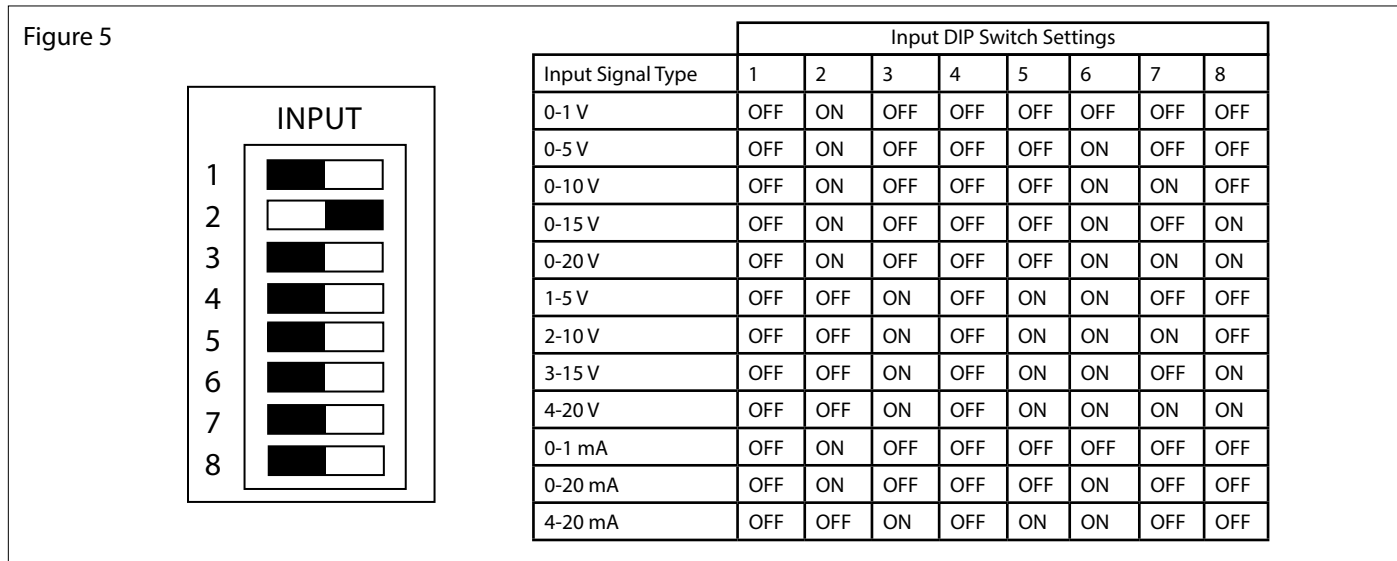 Figure 5
INPUT
1
2
3
4
5
6
7
8
Input DIP Switch Settings
Input Signal Type 1 2 3 4 5 6 7 8
0-1 V OFF ON OFF OFF OFF OFF OFF OFF
0-5 V OFF ON OFF OFF OFF ON OFF OFF
0-10 V OFF ON OFF OFF OFF ON ON OFF
0-15 V OFF ON OFF OFF OFF ON OFF ON
0-20 V OFF ON OFF OFF OFF ON ON ON
1-5 V OFF OFF ON OFF ON ON OFF OFF
2-10 V OFF OFF ON OFF ON ON ON OFF
3-15 V OFF OFF ON OFF ON ON OFF ON
4-20 V OFF OFF ON OFF ON ON ON ON
0-1 mA OFF ON OFF OFF OFF OFF OFF OFF
0-20 mA OFF ON OFF OFF OFF ON OFF OFF
4-20 mA OFF OFF ON OFF ON ON OFF OFF